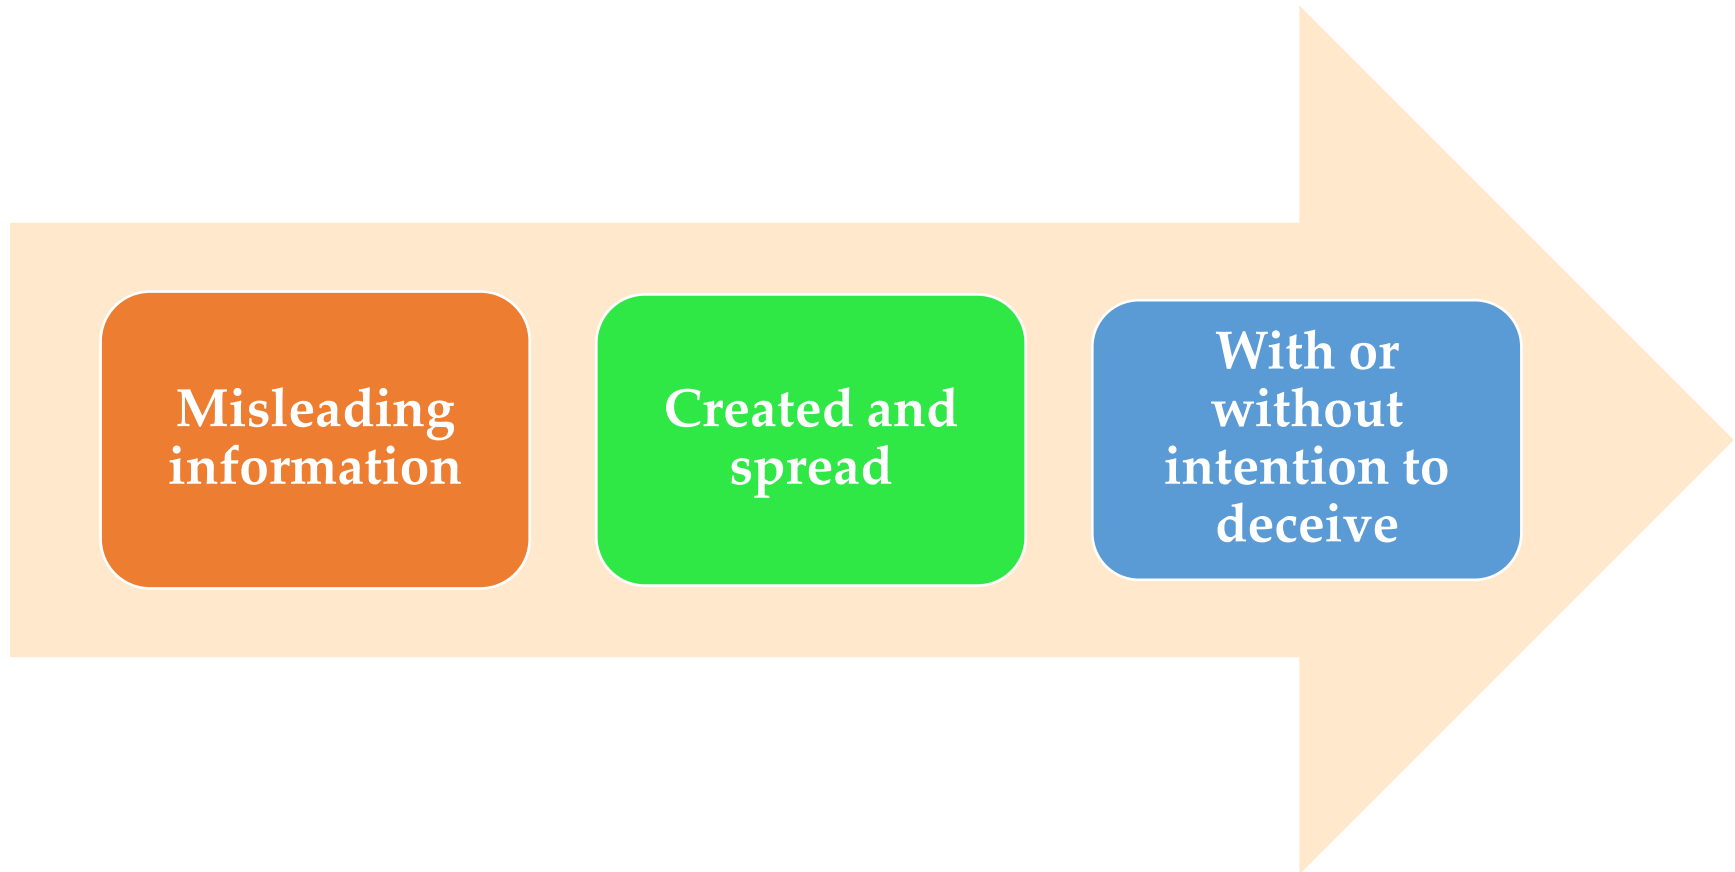 Misleading
information
Created and
spread
With or
without
intention to
deceive